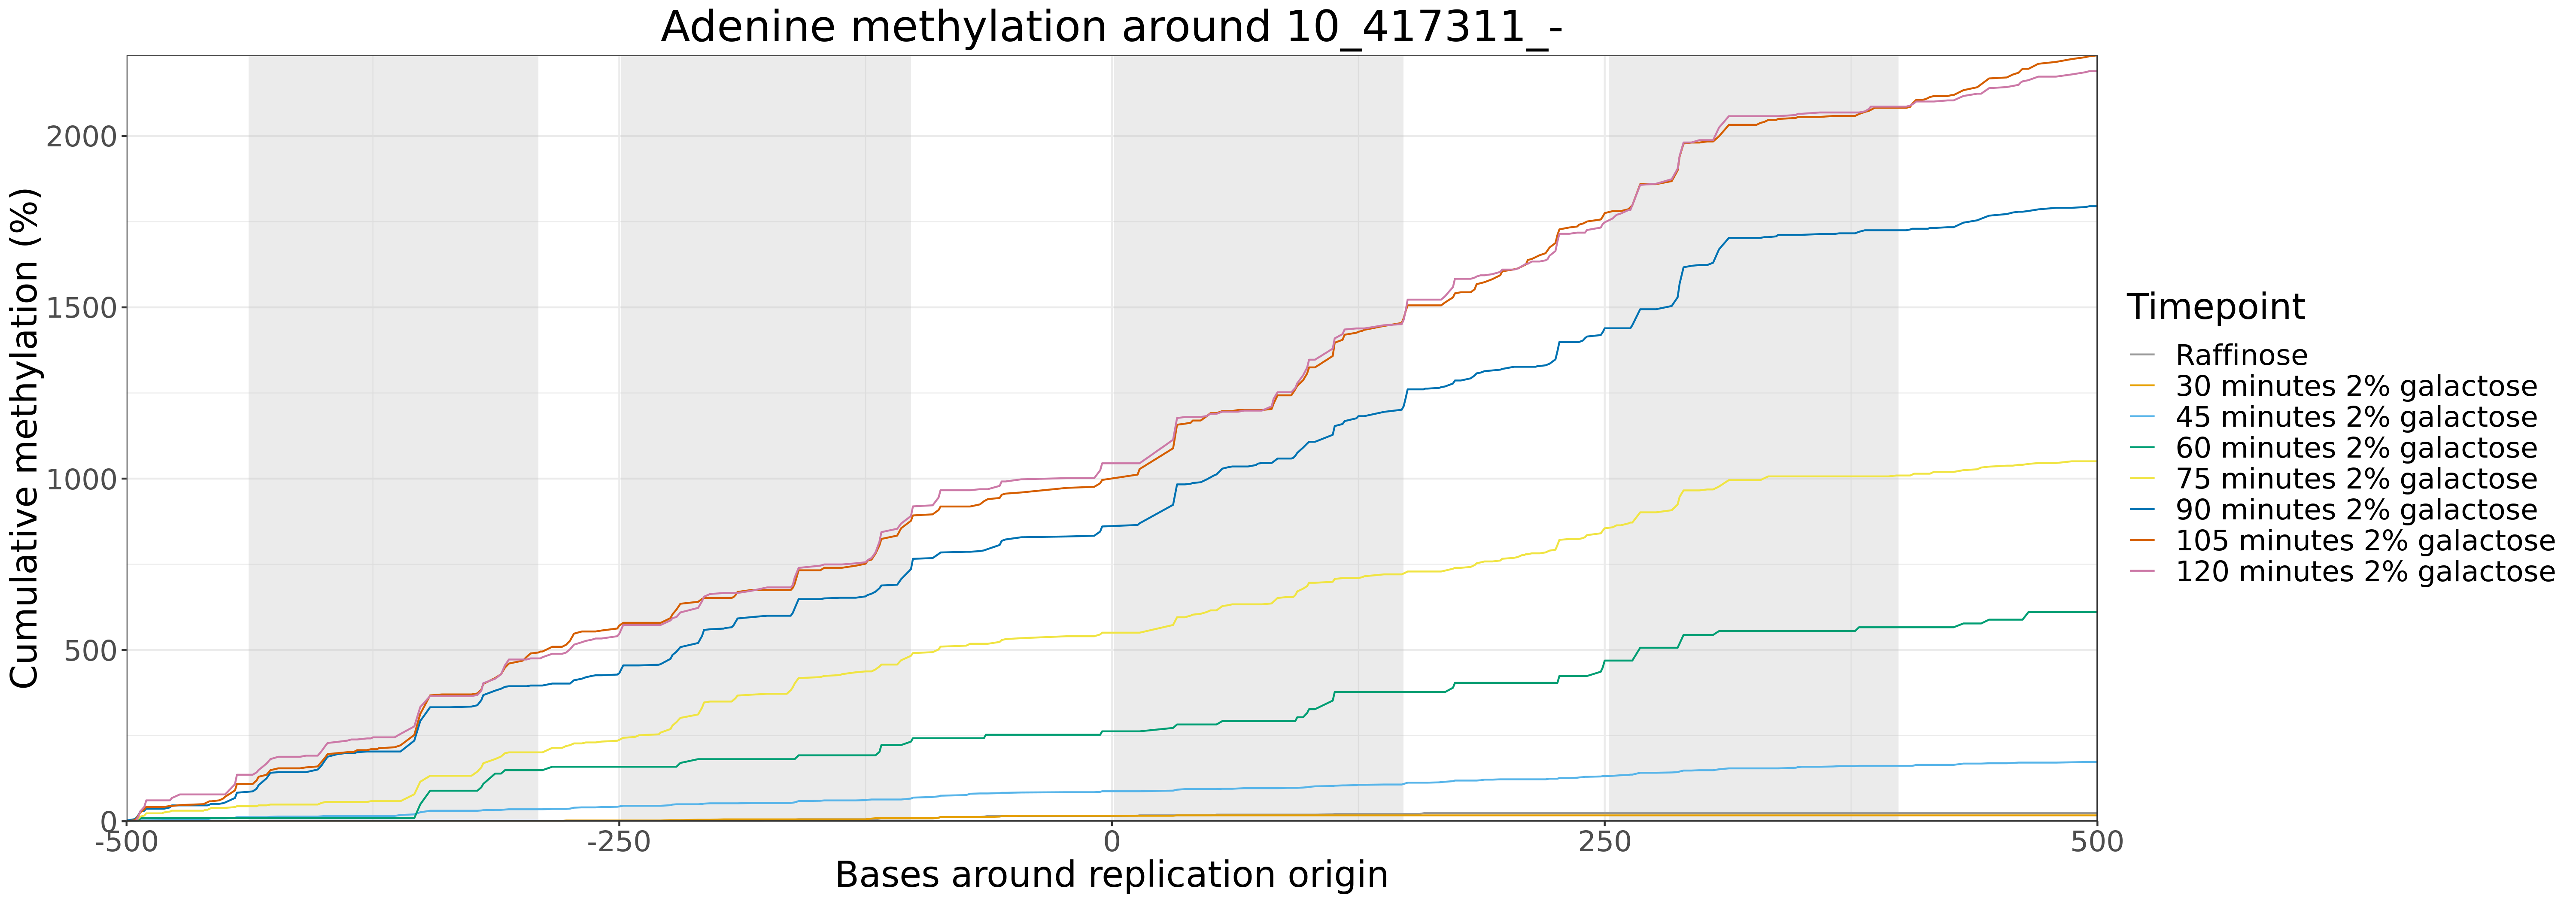 Adenine methylation around 10_417311_-
Cumulative methylation (%)
2000
1500
1000
500
0
-500
-250
0
250
500
Bases around replication origin
Timepoint
Raffinose
30 minutes 2% galactose
45 minutes 2% galactose
60 minutes 2% galactose
75 minutes 2% galactose
90 minutes 2% galactose
105 minutes 2% galactose
120 minutes 2% galactose